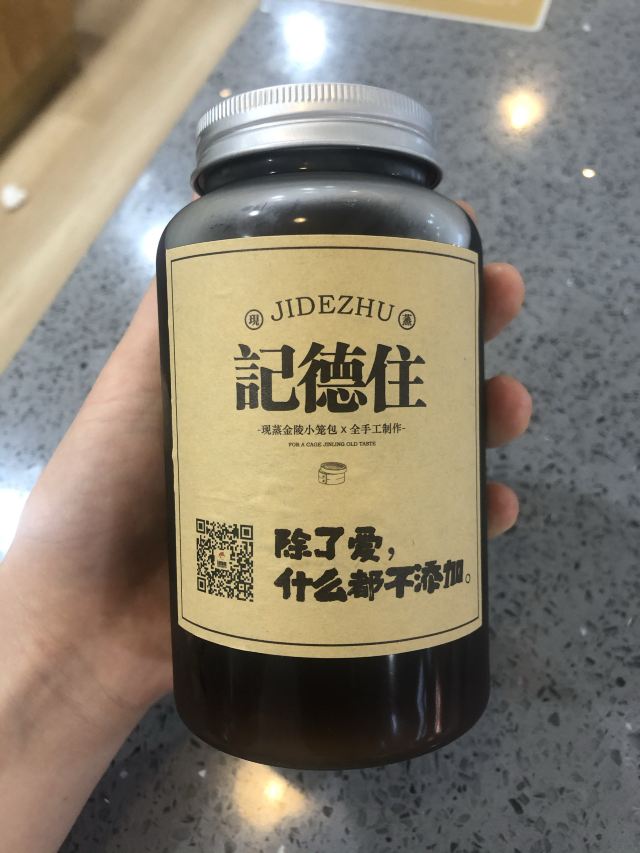 現 JIDEZHU 蒸
記德住
-现蒸金陵小笼包 x 全手工制作-
FOR A CAGE JINLING OLD TASTE
除了爱，
什么都不添加。